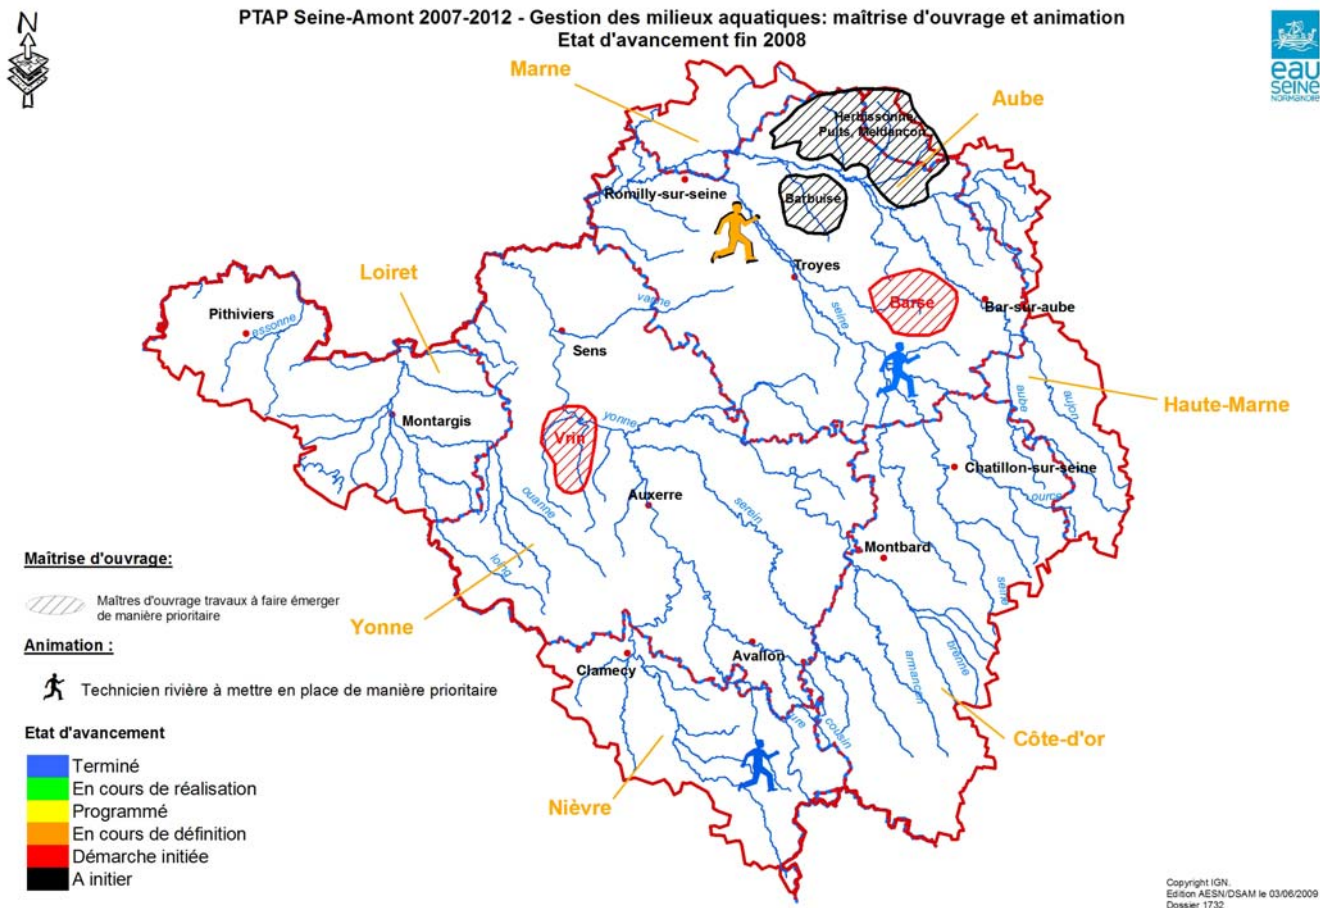 PTAP Seine-Amont 2007-2012 - Gestion des milieux aquatiques: maîtrise d'ouvrage et animation
Etat d'avancement fin 2008
N
eau
SEINE
NORMANDIE
Marne
Aube
Herbissonne,
Puits, Meldançon
Romilly-sur-seine
Barbuise
Loiret
Troyes
Pithiviers
essonne
vanne
seine
Barse
Bar-sur-aube
Sens
Montargis
yonne
Vrin
aube
aujon
Haute-Marne
Chatillon-sur-seine
ource
Auxerre
ouanne
serein
Montbard
loing
seine
Maîtrise d'ouvrage:
Maîtres d'ouvrage travaux à faire émerger
de manière prioritaire
Yonne
Animation :
Technicien rivière à mettre en place de manière prioritaire
Clamecy
Avallon
armançon
brenne
cure
cousin
Côte-d'or
Nièvre
Etat d'avancement
Terminé
En cours de réalisation
Programmé
En cours de définition
Démarche initiée
A initier
Copyright IGN.
Edition AESN/DSAM le 03/06/2009
Dossier 1732